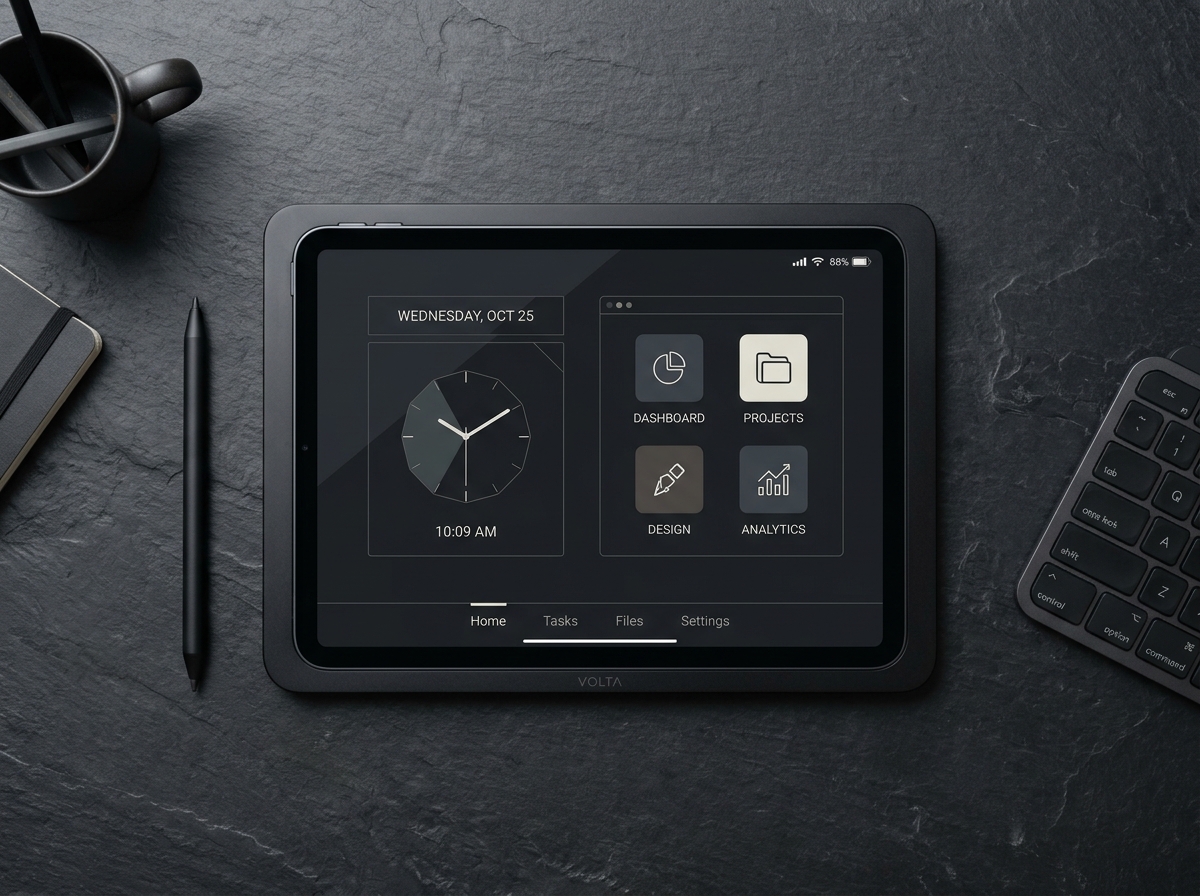 88%
WEDNESDAY, OCT 25
10:09 AM
DASHBOARD
PROJECTS
DESIGN
ANALYTICS
Home
Tasks
Files
Settings
VOLTA
esc
~
!
1
tab
Q
A
shift
Z
^
control
option
⌘
command